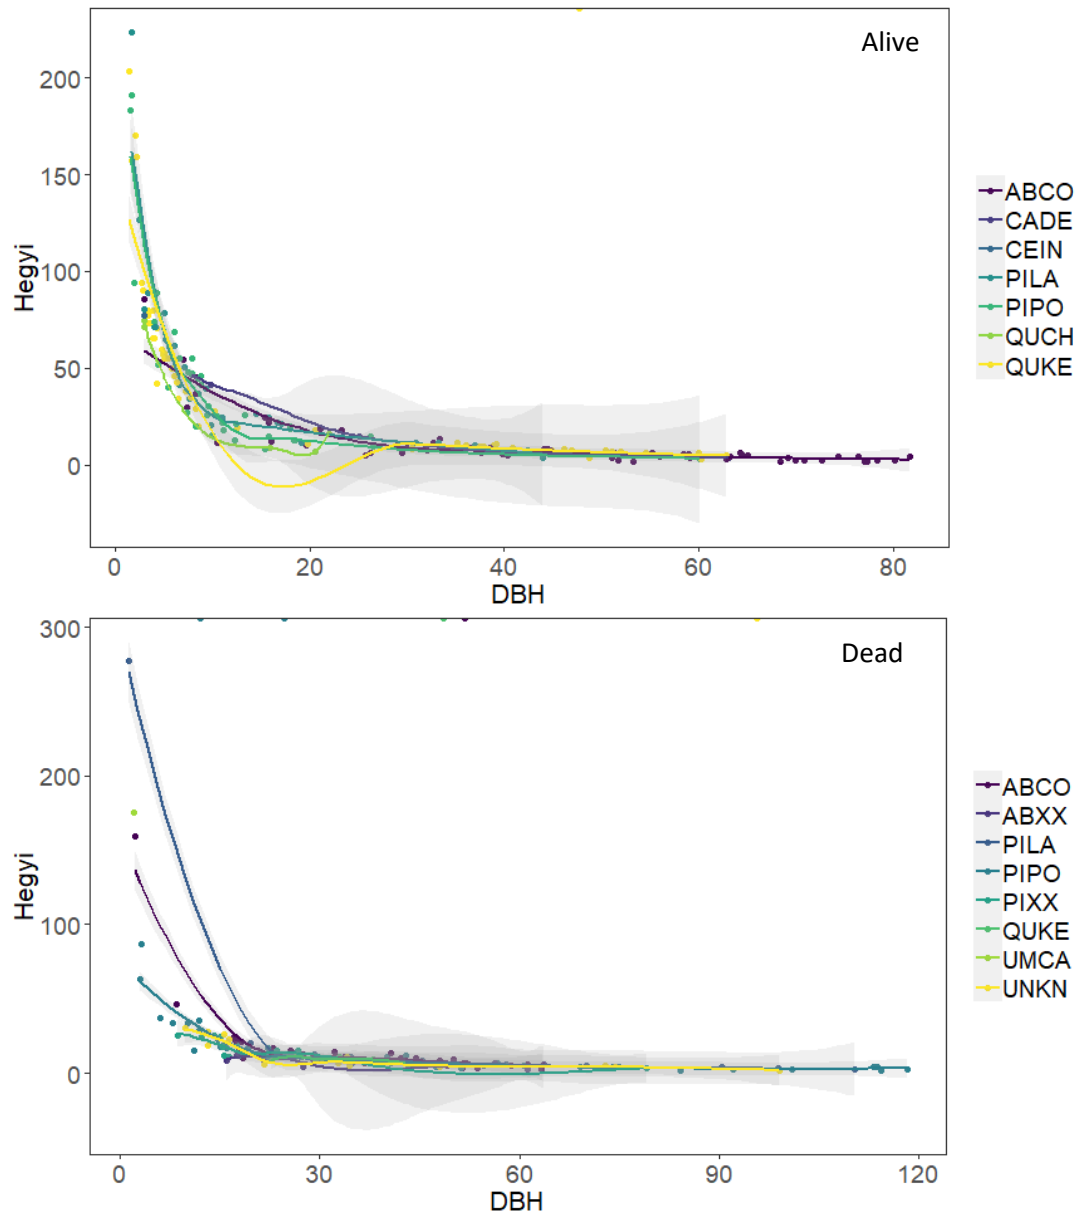 Alive
200
150
100
50
0
Hegyi
0 20 40 60 80
DBH
ABCO
CADE
CEIN
PILA
PIPO
QUCH
QUKE
Dead
300
200
100
0
Hegyi
0 30 60 90 120
DBH
ABCO
ABXX
PILA
PIPO
PIXX
QUKE
UMCA
UNKN